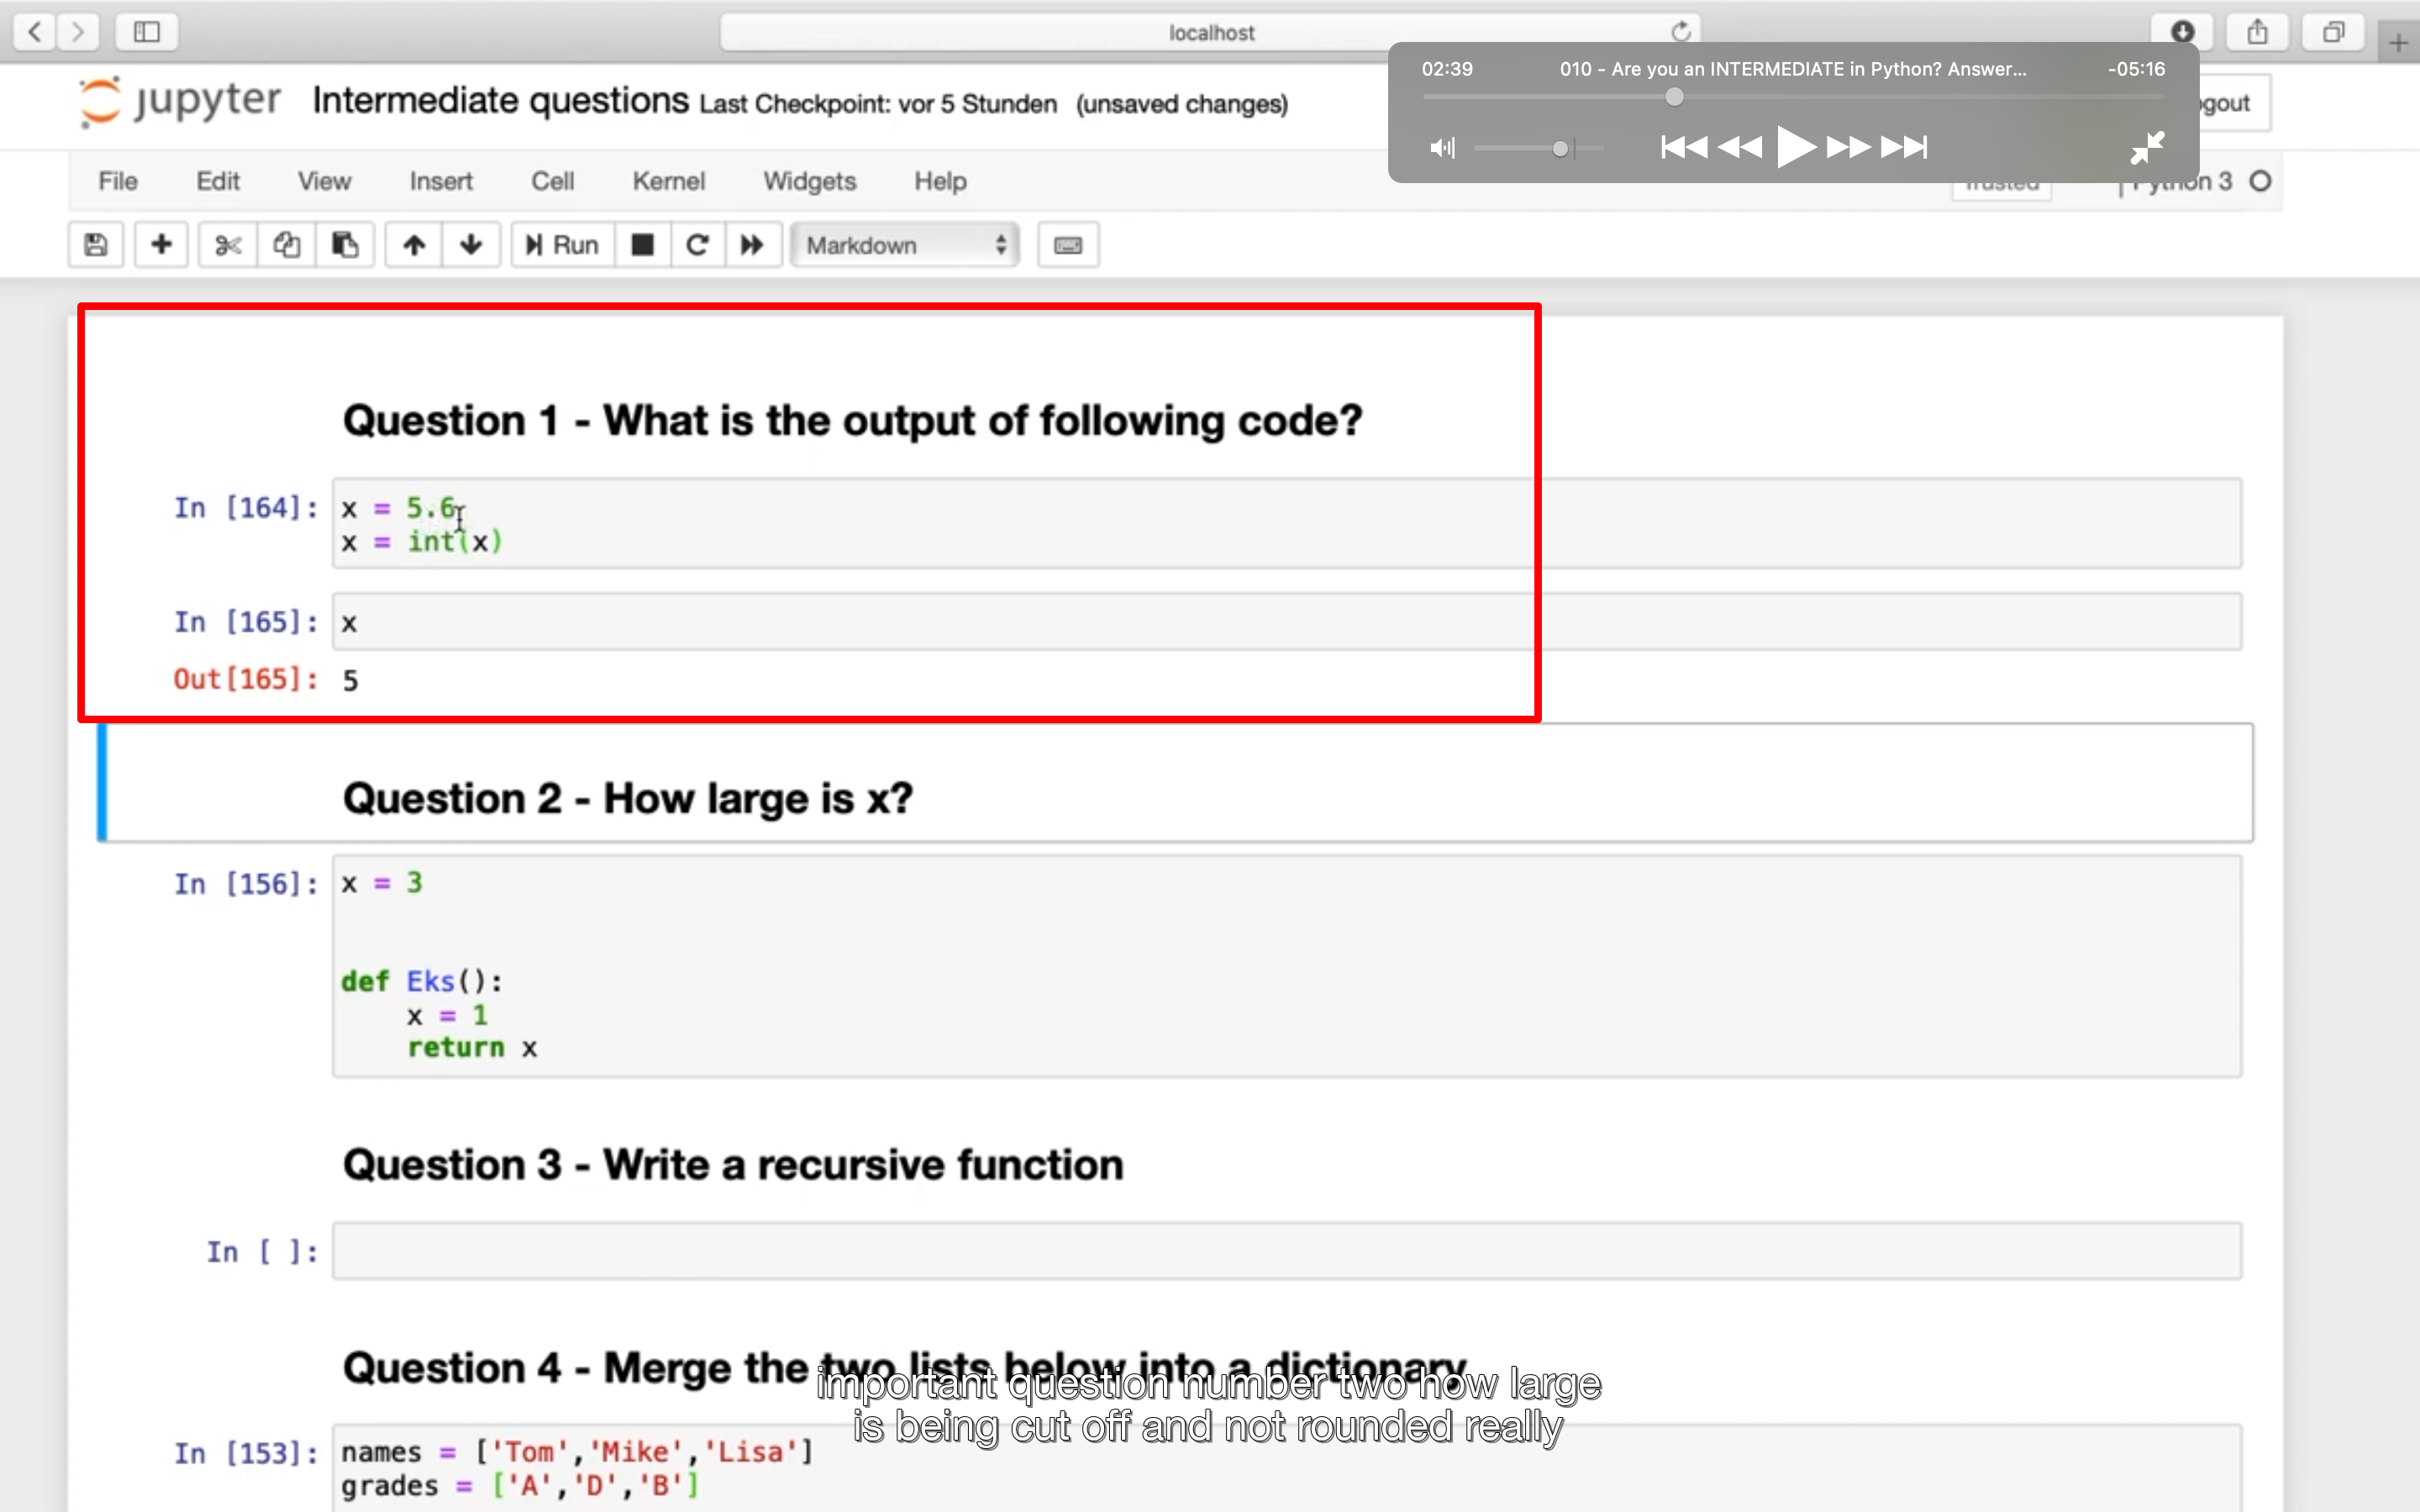 localhost
02:39 010 - Are you an INTERMEDIATE in Python? Answer... -05:16
jupyter Intermediate questions Last Checkpoint: vor 5 Stunden (unsaved changes)
File Edit View Insert Cell Kernel Widgets Help Trusted Python 3
Run Markdown
Question 1 - What is the output of following code?
In [164]: x = 5.6
x = int(x)
In [165]: x
Out[165]: 5
Question 2 - How large is x?
In [156]: x = 3
def Eks():
x = 1
return x
Question 3 - Write a recursive function
In [ ]:
Question 4 - Merge the two lists below into a dictionary
important question number two how large
is being cut off and not rounded really
In [153]: names = ['Tom','Mike','Lisa']
grades = ['A','D','B']